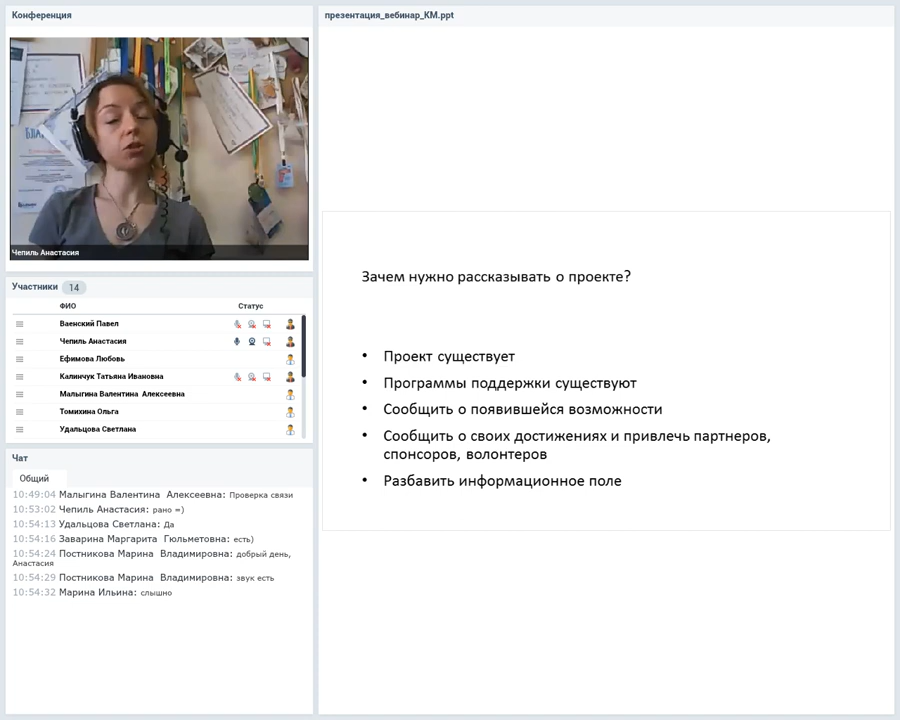 Конференция
БЛА
Чепиль Анастасия
Участники 14
ФИО Статус
Ваенский Павел
Чепиль Анастасия
Ефимова Любовь
Калинчук Татьяна Ивановна
Малыгина Валентина Алексеевна
Томихина Ольга
Удальцова Светлана
Чат
Общий
10:49:04 Малыгина Валентина Алексеевна: Проверка связи
10:53:02 Чепиль Анастасия: рано =)
10:54:13 Удальцова Светлана: Да
10:54:16 Заварина Маргарита Гюльметовна: есть)
10:54:24 Постникова Марина Владимировна: добрый день,
Анастасия
10:54:29 Постникова Марина Владимировна: звук есть
10:54:32 Марина Ильина: слышно
презентация_вебинар_КМ.ppt
Зачем нужно рассказывать о проекте?
• Проект существует
• Программы поддержки существуют
• Сообщить о появившейся возможности
• Сообщить о своих достижениях и привлечь партнеров,
спонсоров, волонтеров
• Разбавить информационное поле